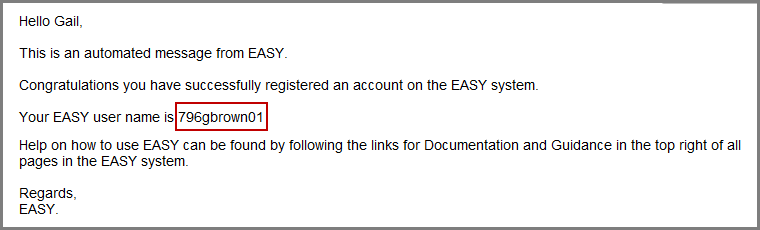 Hello Gail,
This is an automated message from EASY.
Congratulations you have successfully registered an account on the EASY system.
Your EASY user name is 796gbrown01
Help on how to use EASY can be found by following the links for Documentation and Guidance in the top right of all
pages in the EASY system.
Regards,
EASY.